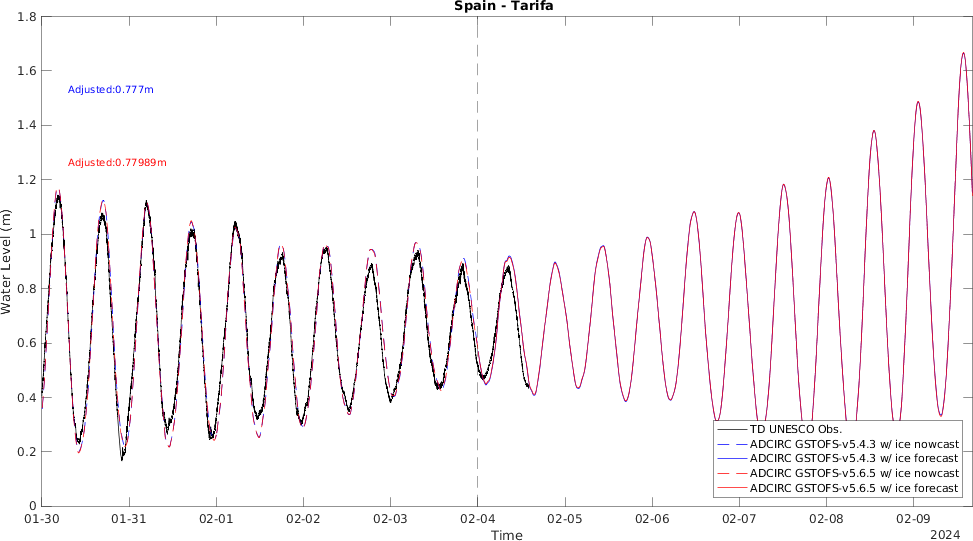 Spain - Tarifa
1.8
1.6
1.4
1.2
1
0.8
0.6
0.4
0.2
0
Water Level (m)
Adjusted:0.777m
Adjusted:0.77989m
TD UNESCO Obs.
ADCIRC GSTOFS-v5.4.3 w/ ice nowcast
ADCIRC GSTOFS-v5.4.3 w/ ice forecast
ADCIRC GSTOFS-v5.6.5 w/ ice nowcast
ADCIRC GSTOFS-v5.6.5 w/ ice forecast
01-30 01-31 02-01 02-02 02-03 02-04 02-05 02-06 02-07 02-08 02-09
Time
2024